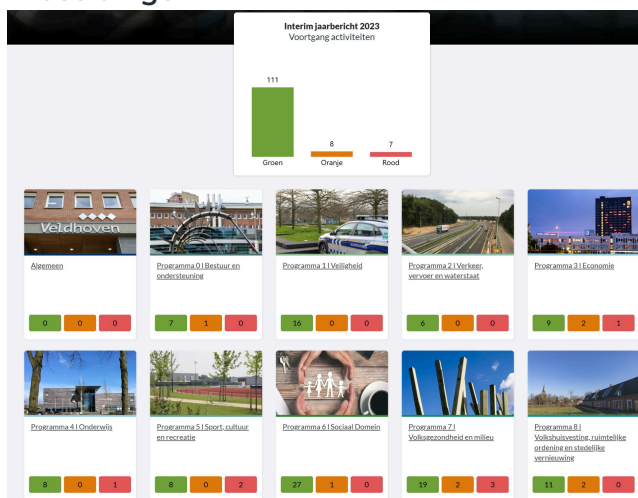 Interim jaarbericht 2023
Voortgang activiteiten
111
8
7
Groen
Oranje
Rood
Veldhoven
Algemeen
0 0 0
Programma 0 I Bestuur en
ondersteuning
7 1 0
Programma 1 I Veiligheid
16 0 0
Programma 2 I Verkeer,
vervoer en waterstaat
6 0 0
Programma 3 I Economie
9 2 1
Programma 4 I Onderwijs
8 0 1
Programma 5 I Sport, cultuur
en recreatie
8 0 2
Programma 6 I Sociaal Domein
27 1 0
Programma 7 I
Volksgezondheid en milieu
19 2 3
Programma 8 I
Volkshuisvesting, ruimtelijke
ordening en stedelijke
vernieuwing
11 2 0